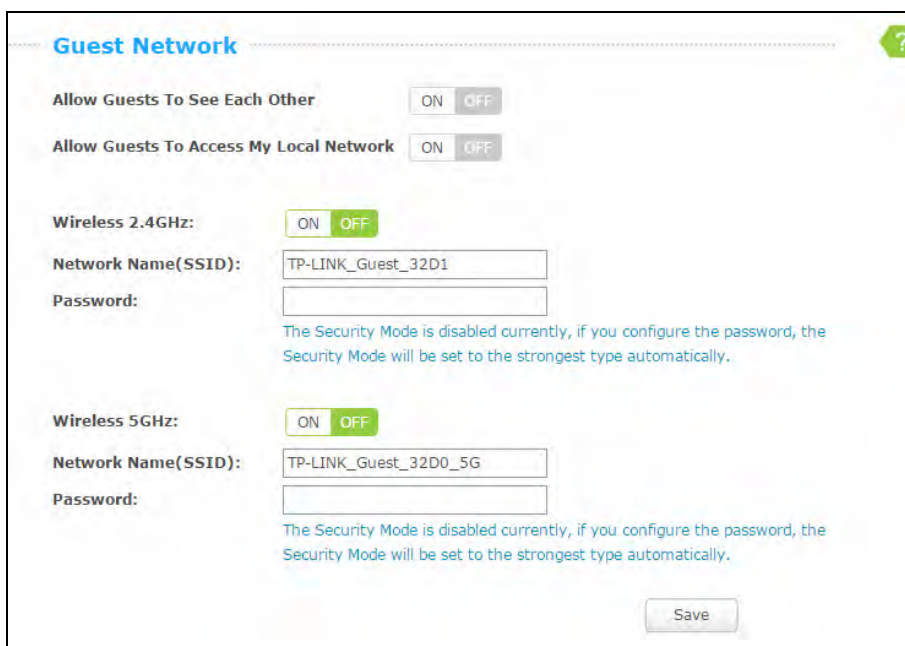 Guest Network
?
Allow Guests To See Each Other ON OFF
Allow Guests To Access My Local Network ON OFF
Wireless 2.4GHz: ON OFF
Network Name(SSID): TP-LINK_Guest_32D1
Password:
The Security Mode is disabled currently, if you configure the password, the
Security Mode will be set to the strongest type automatically.
Wireless 5GHz: ON OFF
Network Name(SSID): TP-LINK_Guest_32D0_5G
Password:
The Security Mode is disabled currently, if you configure the password, the
Security Mode will be set to the strongest type automatically.
Save